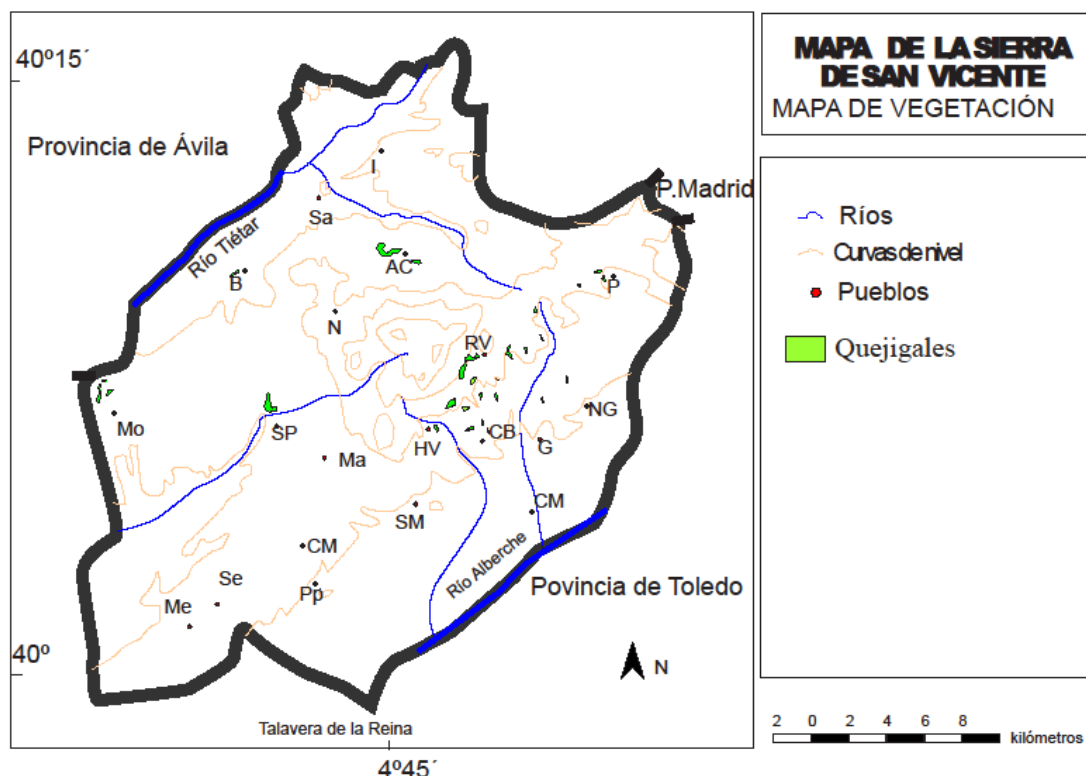 40º15´
Provincia de Ávila
I
P.Madrid
Sa
Río Tiétar
AC
B
P
N
RV
Mo
SP
HV
CB
NG
G
Ma
SM
CM
CM
Río Alberche
Se
Pp
Me
Povincia de Toledo
40º
N
Talavera de la Reina
4º45´
MAPA DE LA SIERRA
DE SAN VICENTE
MAPA DE VEGETACIÓN
Ríos
Curvas de nivel
Pueblos
Quejigales
2 0 2 4 6 8
kilómetros